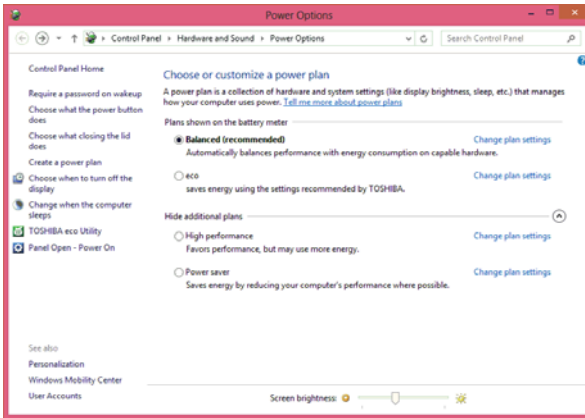 Power Options
Control Panel › Hardware and Sound › Power Options
Search Control Panel
Control Panel Home
Require a password on wakeup
Choose what the power button
does
Choose what closing the lid
does
Create a power plan
Choose when to turn off the
display
Change when the computer
sleeps
TOSHIBA eco Utility
Panel Open - Power On
See also
Personalization
Windows Mobility Center
User Accounts
Choose or customize a power plan
A power plan is a collection of hardware and system settings (like display brightness, sleep, etc.) that manages
how your computer uses power. Tell me more about power plans
Plans shown on the battery meter
Balanced (recommended) Change plan settings
Automatically balances performance with energy consumption on capable hardware.
eco Change plan settings
saves energy using the settings recommended by TOSHIBA.
Hide additional plans
High performance Change plan settings
Favors performance, but may use more energy.
Power saver Change plan settings
Saves energy by reducing your computer's performance where possible.
Screen brightness: